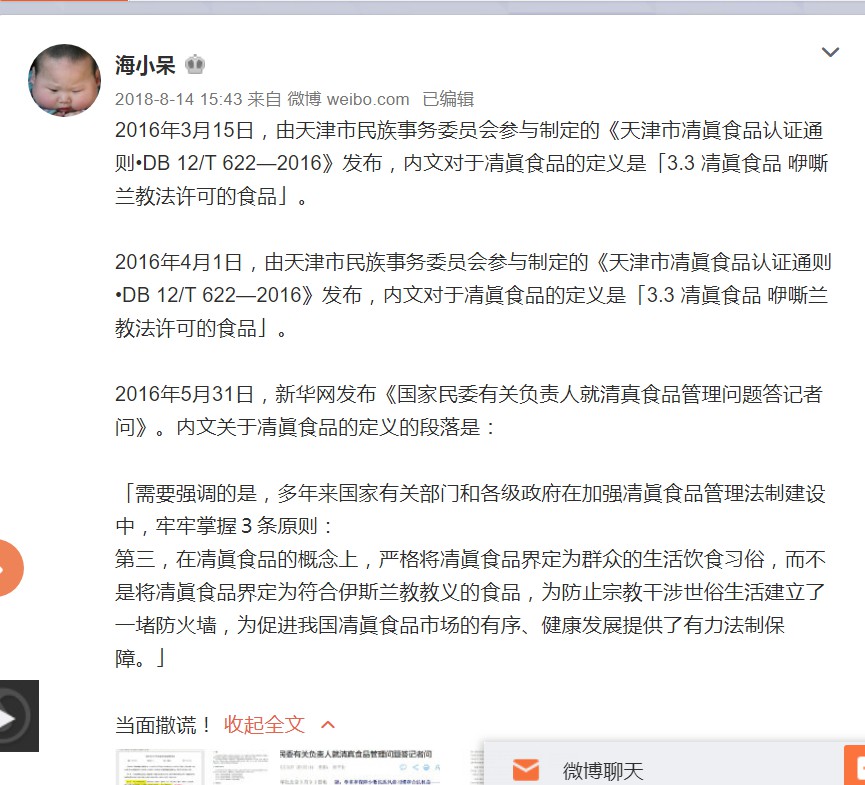 海小呆
2018-8-14 15:43 来自 微博 weibo.com 已编辑
2016年3月15日，由天津市民族事务委员会参与制定的《天津市凊眞食品认证通
则•DB 12/T 622—2016》发布，内文对于凊眞食品的定义是「3.3 凊眞食品 咿嘶
兰教法许可的食品」。
2016年4月1日，由天津市民族事务委员会参与制定的《天津市凊眞食品认证通则
•DB 12/T 622—2016》发布，内文对于凊眞食品的定义是「3.3 凊眞食品 咿嘶兰
教法许可的食品」。
2016年5月31日，新华网发布《国家民委有关负责人就清真食品管理问题答记者
问》。内文关于凊眞食品的定义的段落是：
「需要强调的是，多年来国家有关部门和各级政府在加强凊眞食品管理法制建设
中，牢牢掌握３条原则：
第三，在凊眞食品的概念上，严格将凊眞食品界定为群众的生活饮食习俗，而不
是将凊眞食品界定为符合伊斯兰教教义的食品，为防止宗教干涉世俗生活建立了
一堵防火墙，为促进我国凊眞食品市场的有序、健康发展提供了有力法制保
障。」
当面撒谎！ 收起全文
民委有关负责人就清真食品管理问题答记者问
微博聊天